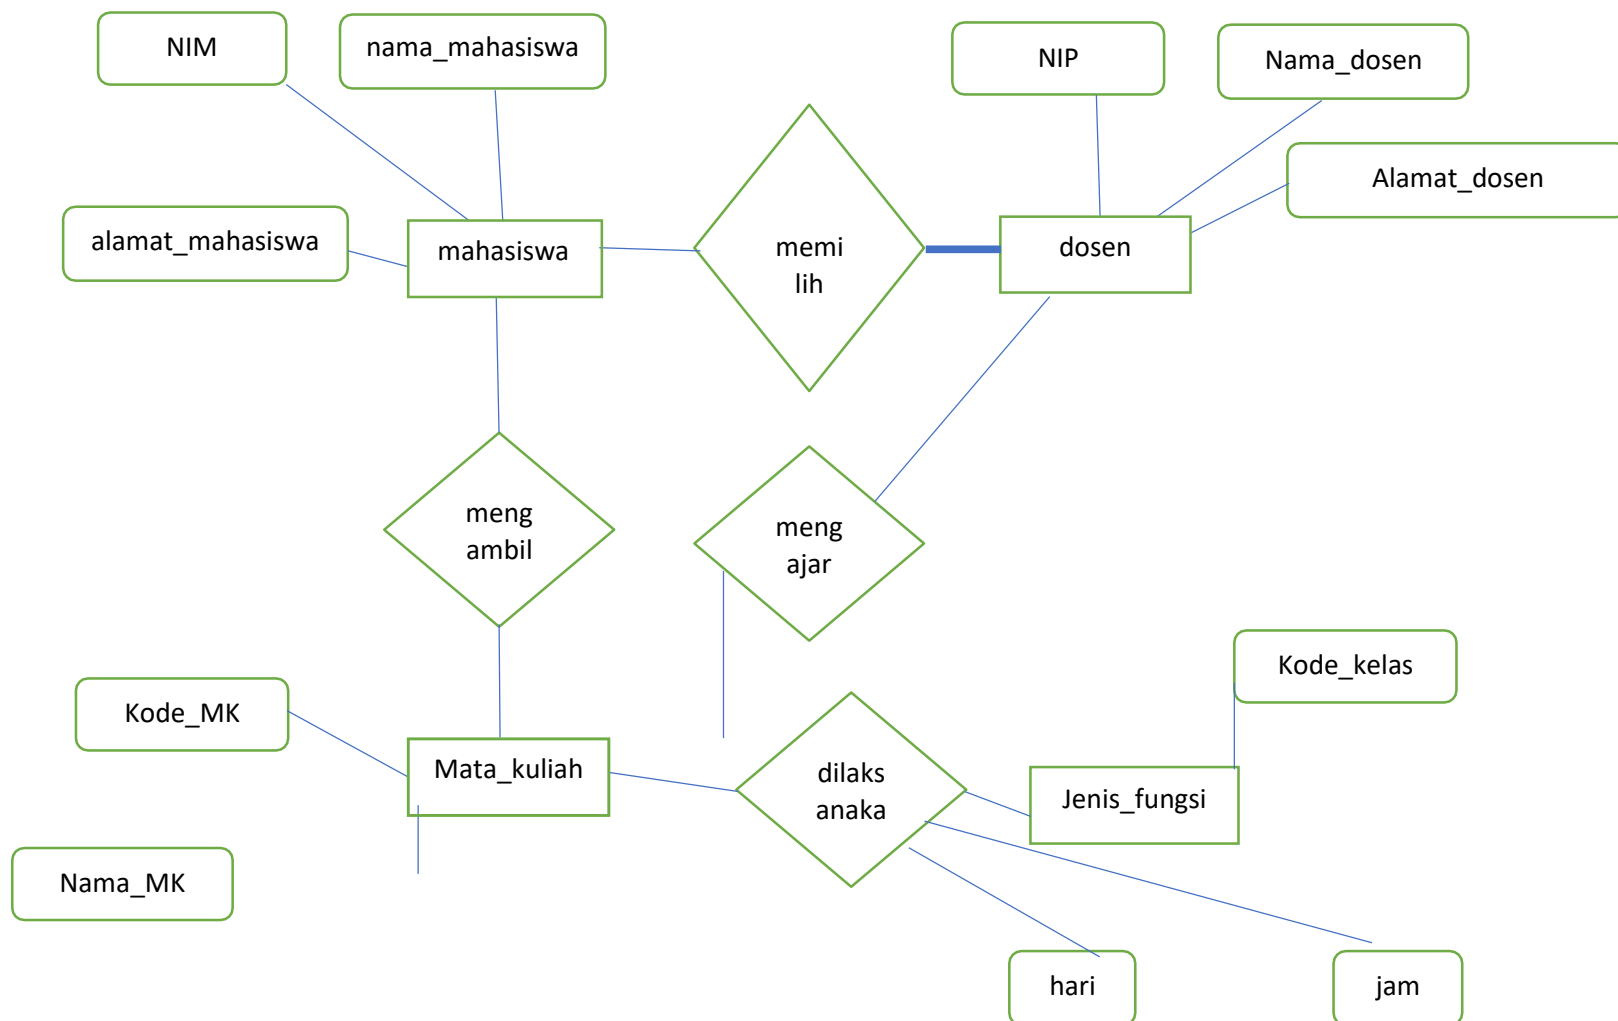 NIM
nama_mahasiswa
NIP
Nama_dosen
Alamat_dosen
alamat_mahasiswa
mahasiswa
memi
lih
dosen
meng
ambil
meng
ajar
Kode_kelas
Kode_MK
Mata_kuliah
dilaks
anaka
Jenis_fungsi
Nama_MK
hari
jam